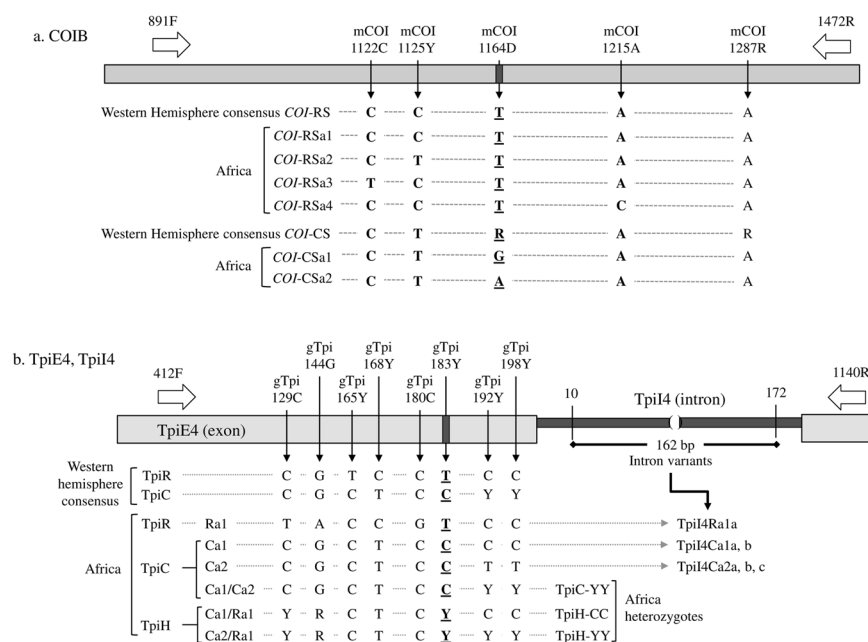 a. COIB
891F
mCOI 1122C
mCOI 1125Y
mCOI 1164D
mCOI 1215A
mCOI 1287R
1472R
Western Hemisphere consensus COI-RS C C T A A
Africa
COI-RSa1 C C T A A
COI-RSa2 C T T A A
COI-RSa3 T C T A A
COI-RSa4 C C T C A
Western Hemisphere consensus COI-CS C T R A R
Africa
COI-CSa1 C T G A A
COI-CSa2 C T A A A
b. TpiE4, TpiI4
412F
gTpi 129C
gTpi 144G
gTpi 165Y
gTpi 168Y
gTpi 180C
gTpi 183Y
gTpi 192Y
gTpi 198Y
1140R
TpiE4 (exon)
10
TpiI4 (intron)
172
162 bp
Intron variants
Western hemisphere consensus
TpiR C G T C C T C C
TpiC C G C T C C Y Y
Africa
TpiR Ra1 T A C C G T C C TpiI4Ra1a
TpiC
Ca1 C G C T C C C C TpiI4Ca1a, b
Ca2 C G C T C C T T TpiI4Ca2a, b, c
Ca1/Ca2 C G C T C C Y Y TpiC-YY
TpiH
Ca1/Ra1 Y R C T C Y C C TpiH-CC
Ca2/Ra1 Y R C T C Y Y Y TpiH-YY
Africa heterozygotes